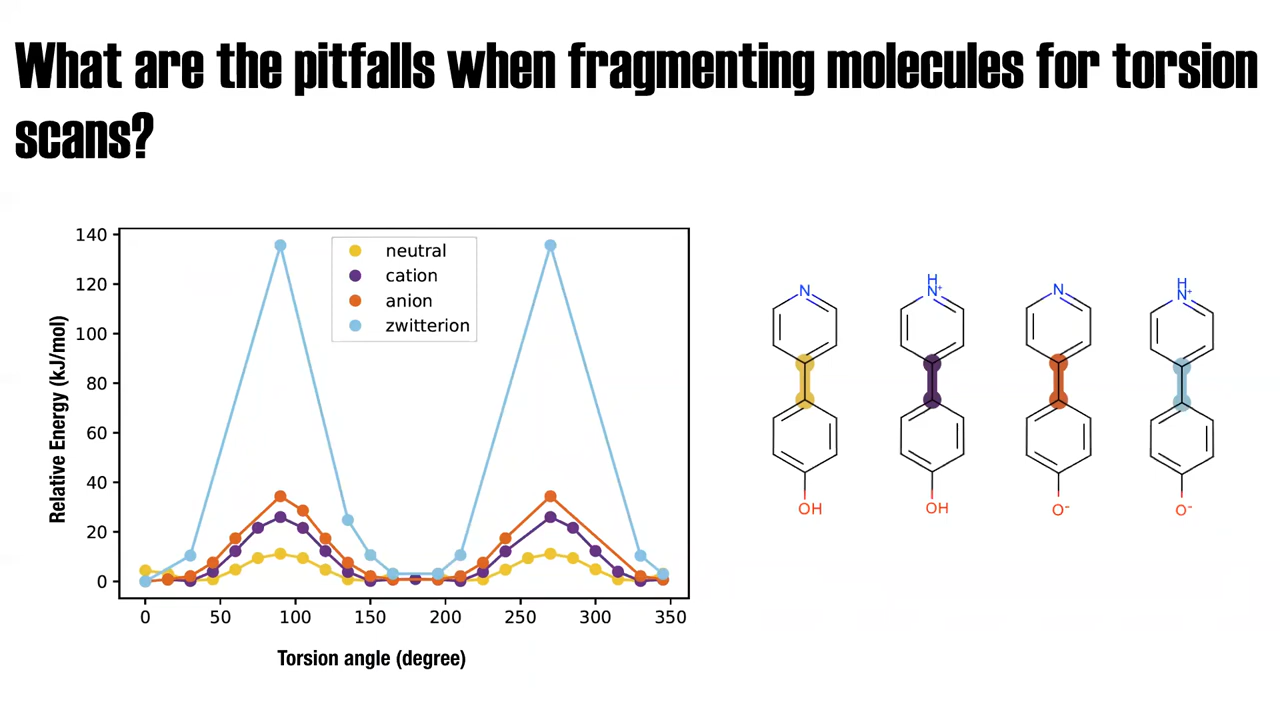 What are the pitfalls when fragmenting molecules for torsion
scans?
140
120
100
80
60
40
20
0
Relative Energy (kJ/mol)
neutral
cation
anion
zwitterion
0 50 100 150 200 250 300 350
Torsion angle (degree)
N
H
N+
N
H
N+
OH
OH
O-
O-